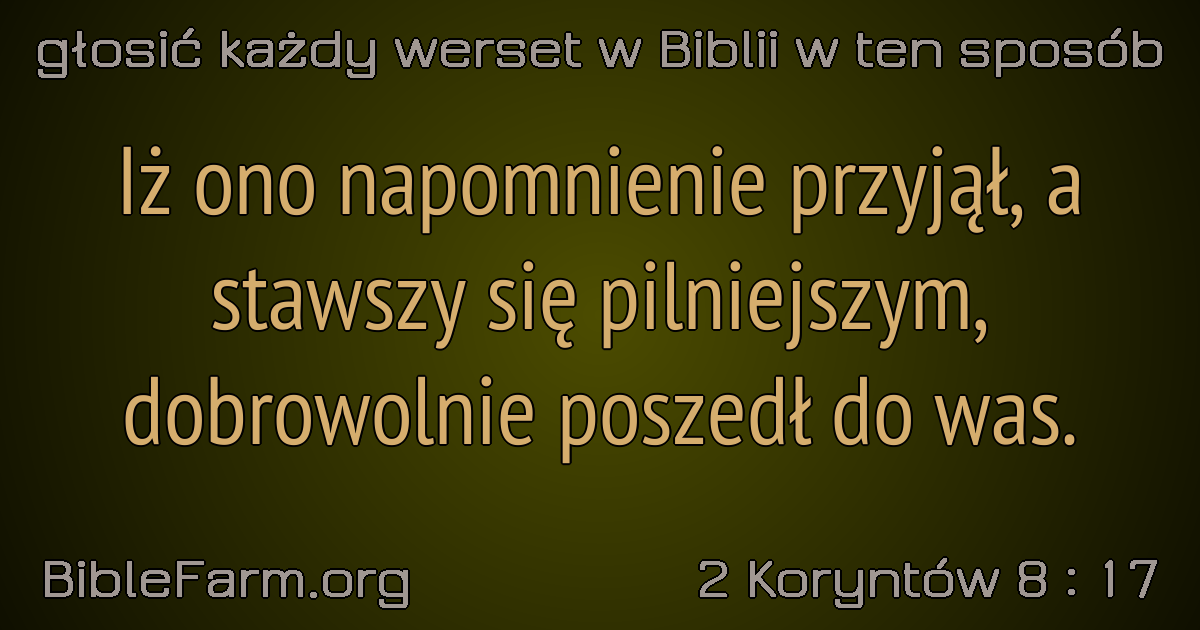 głosić każdy werset w Biblii w ten sposób
Iż ono napomnienie przyjął, a
stawszy się pilniejszym,
dobrowolnie poszedł do was.
BibleFarm.org
2 Koryntów 8 : 17